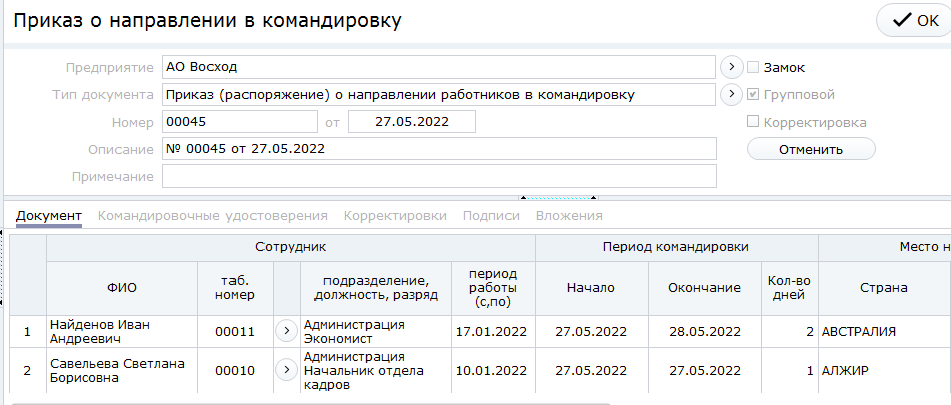 Приказ о направлении в командировку
OK
Предприятие АО Восход Замок
Тип документа Приказ (распоряжение) о направлении работников в командировку Групповой
Номер 00045 от 27.05.2022 Корректировка
Описание № 00045 от 27.05.2022 Отменить
Примечание
Документ Командировочные удостоверения Корректировки Подписи Вложения
Сотрудник Период командировки Место н
ФИО таб. номер подразделение, должность, разряд период работы (с,по) Начало Окончание Кол-во дней Страна
1 Найденов Иван Андреевич 00011 Администрация Экономист 17.01.2022 27.05.2022 28.05.2022 2 АВСТРАЛИЯ
2 Савельева Светлана Борисовна 00010 Администрация Начальник отдела кадров 10.01.2022 27.05.2022 27.05.2022 1 АЛЖИР